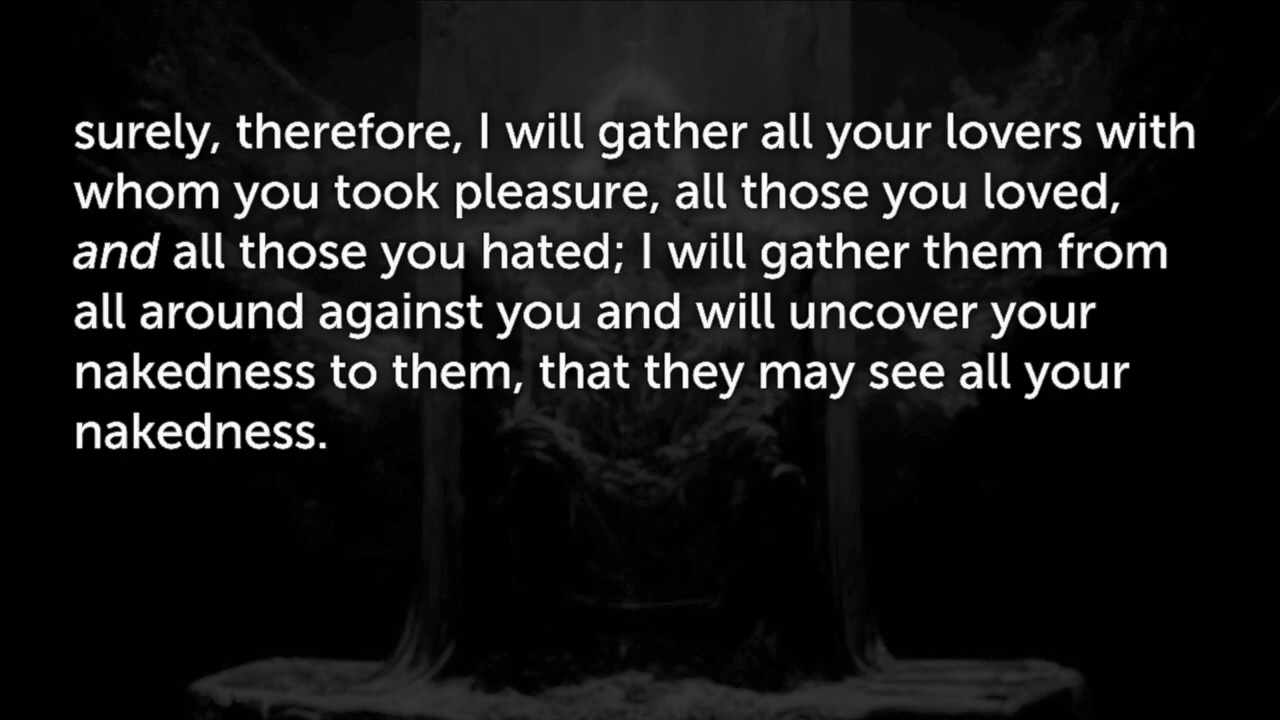 surely, therefore, I will gather all your lovers with
whom you took pleasure, all those you loved,
and all those you hated; I will gather them from
all around against you and will uncover your
nakedness to them, that they may see all your
nakedness.